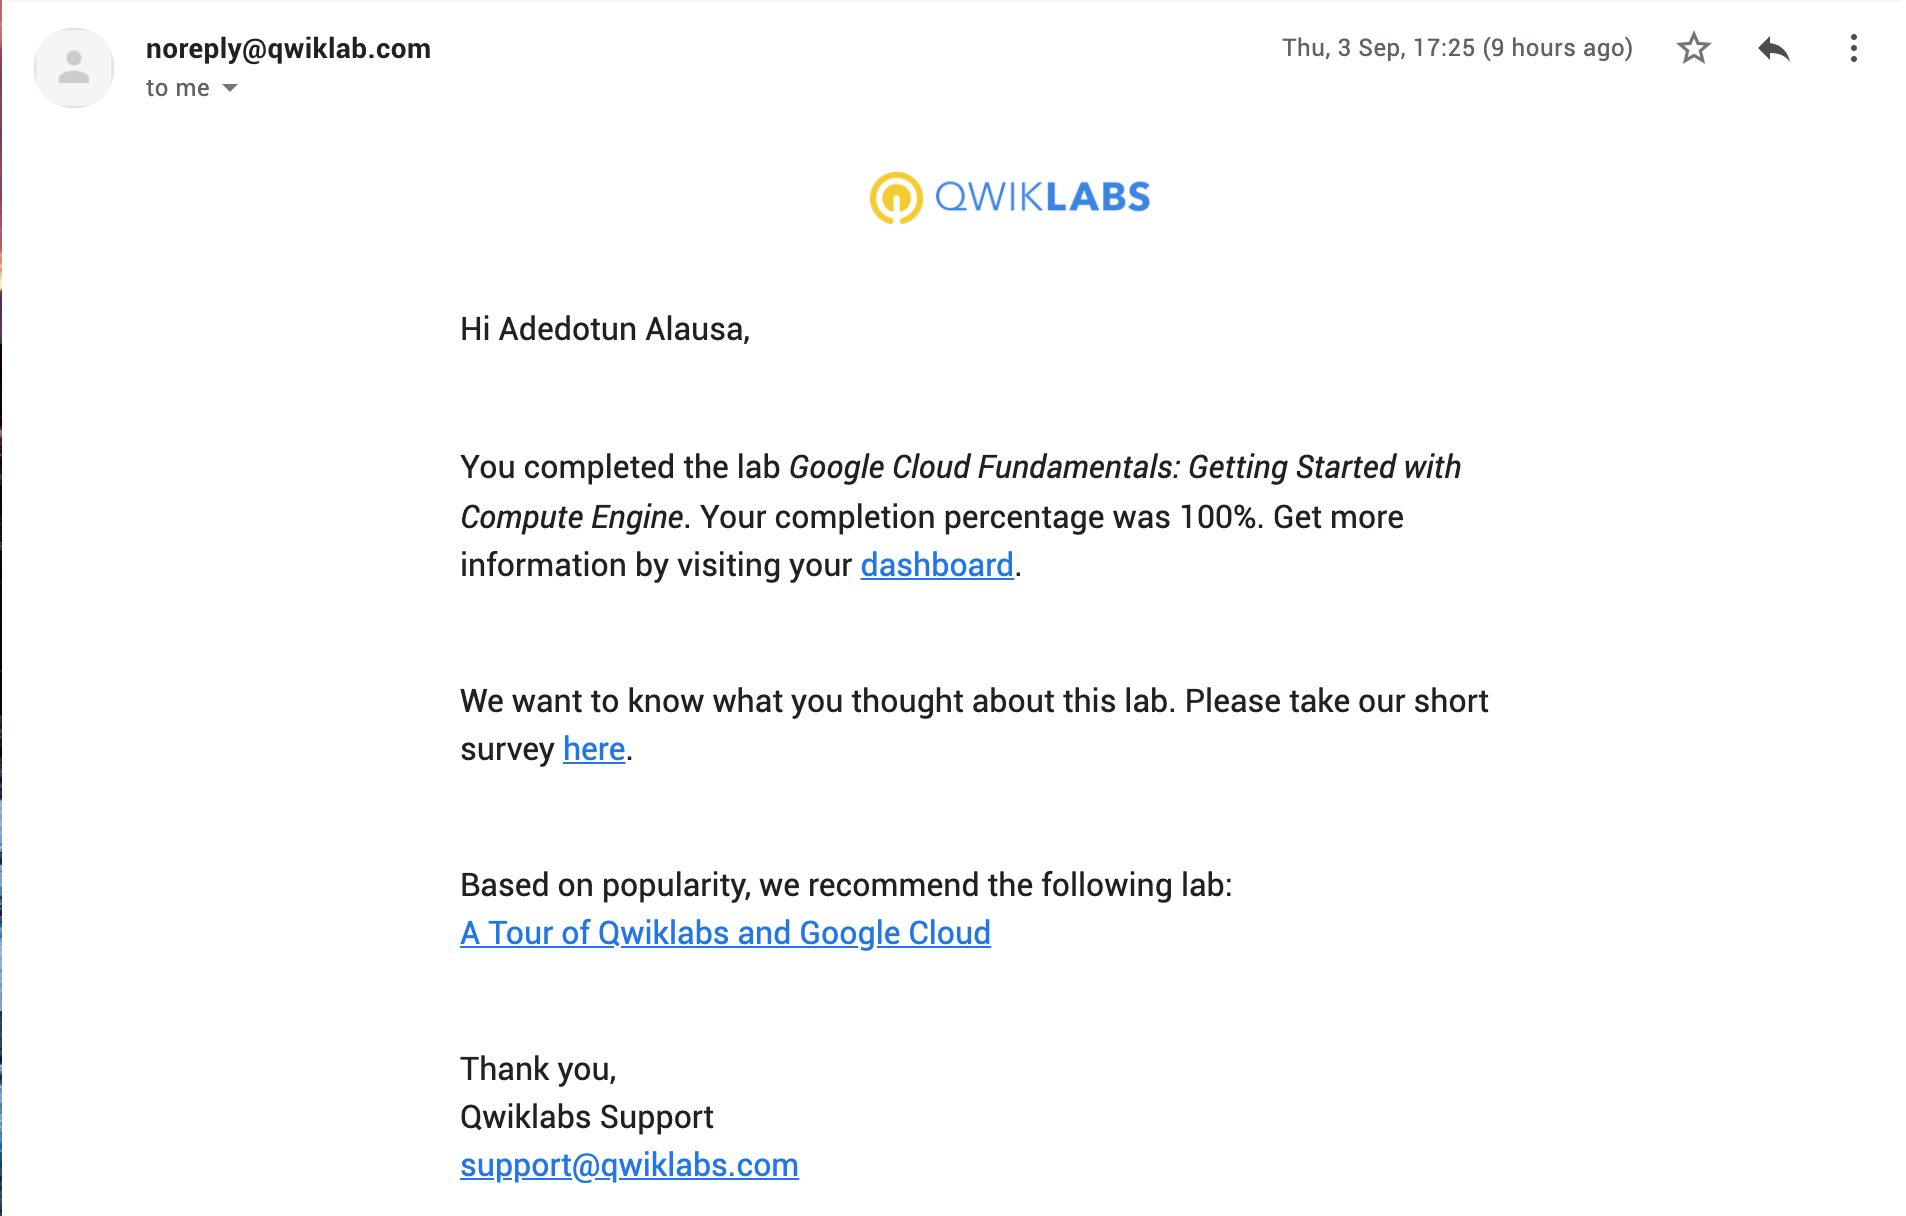 noreply@qwiklab.com
Thu, 3 Sep, 17:25 (9 hours ago)
to me
QWIKLABS
Hi Adedotun Alausa,
You completed the lab Google Cloud Fundamentals: Getting Started with
Compute Engine. Your completion percentage was 100%. Get more
information by visiting your dashboard.
We want to know what you thought about this lab. Please take our short
survey here.
Based on popularity, we recommend the following lab:
A Tour of Qwiklabs and Google Cloud
Thank you,
Qwiklabs Support
support@qwiklabs.com